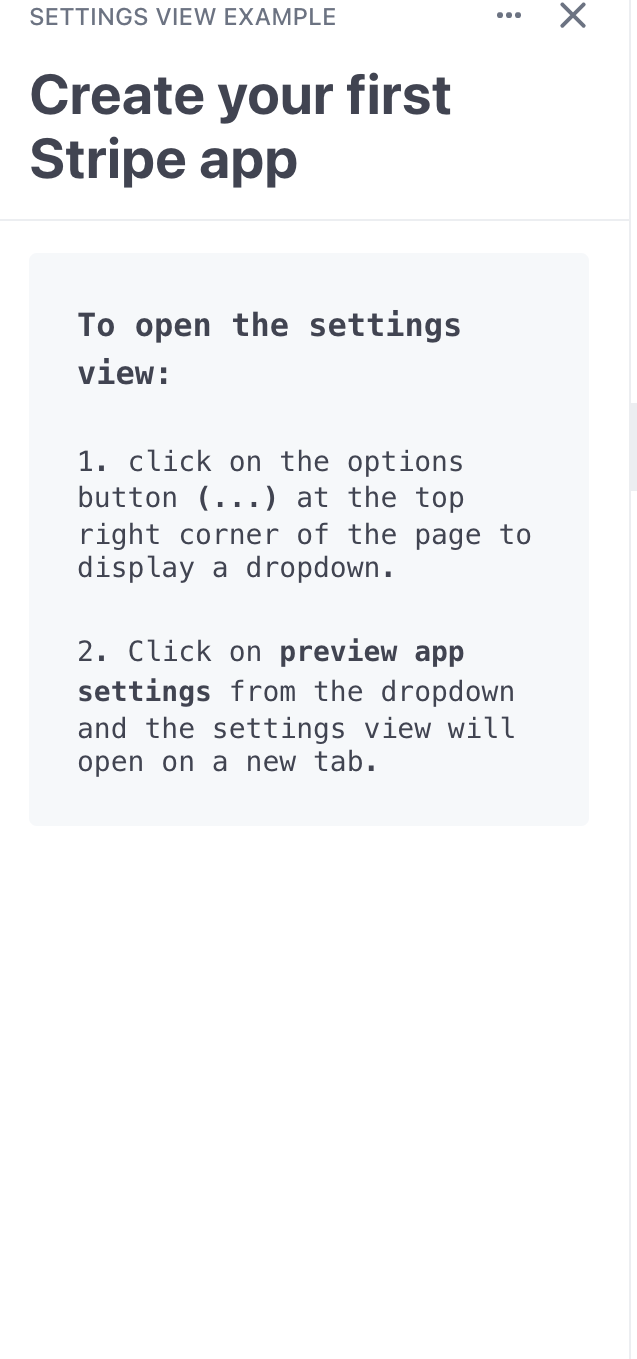 SETTINGS VIEW EXAMPLE
Create your first
Stripe app
To open the settings
view:
1. click on the options
button (...) at the top
right corner of the page to
display a dropdown.
2. Click on preview app
settings from the dropdown
and the settings view will
open on a new tab.